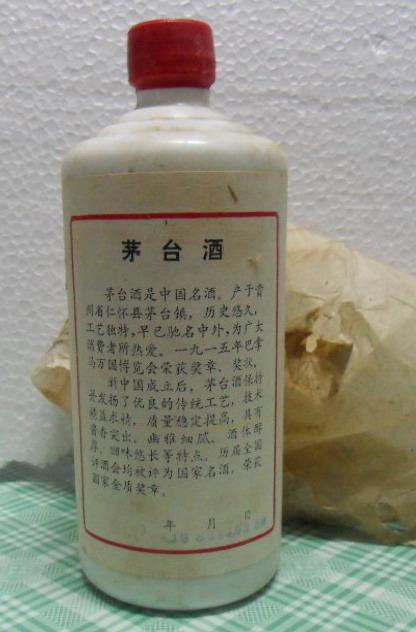 茅台酒
茅台酒是中国名酒。产于贵
州省仁怀县茅台镇，历史悠久，
工艺独特，早已驰名中外，为广大
消费者所热爱。一九一五年巴拿
马万国博览会荣获奖章、奖状。
新中国成立后，茅台酒保持
并发扬了优良的传统工艺，技术
精益求精，质量稳定提高，具有
酱香突出、幽雅细腻、酒体醇
厚、回味悠长等特点。历届全国
评酒会均被评为国家名酒，荣获
国家金质奖章。
年 月 日